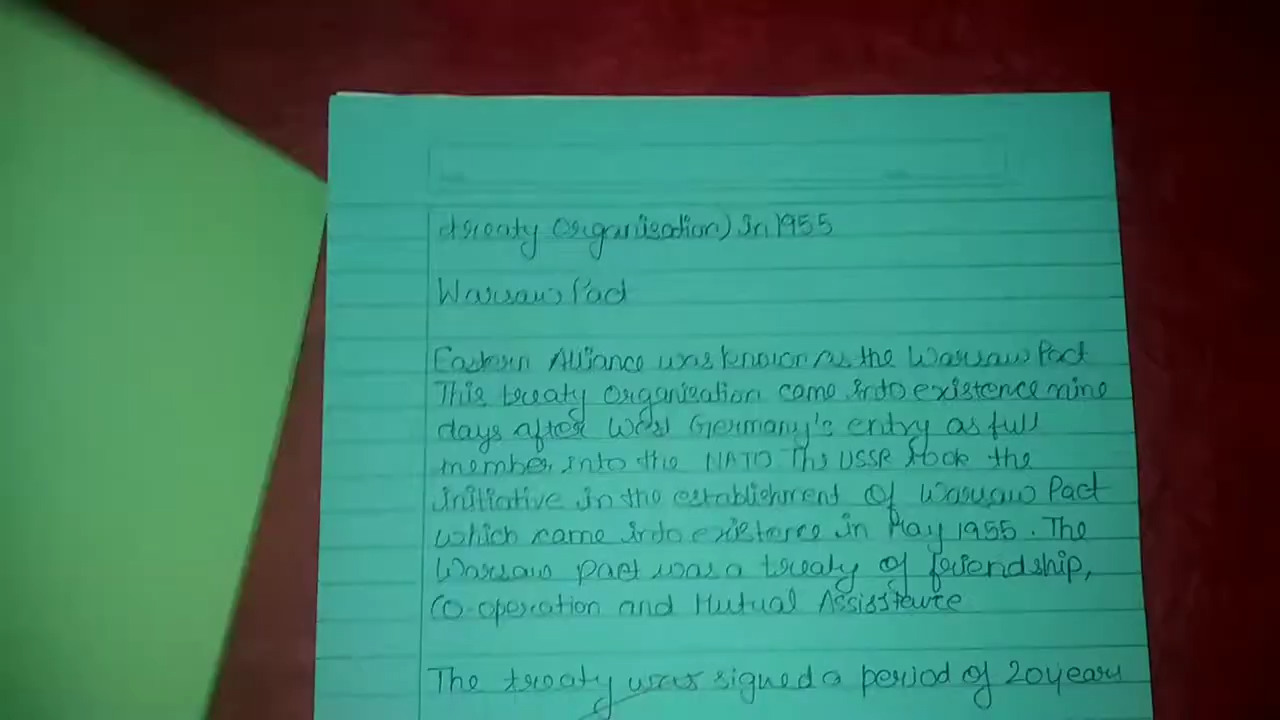 treaty Organisation) in 1955
Warsaw Pact
Eastern Alliance was known as the Warsaw Pact
This treaty Organisation came into existence nine
days after West Germany's entry as full
member into the NATO The USSR took the
initiative in the establishment of Warsaw Pact
which came into existence in May 1955. The
Warsaw pact was a treaty of friendship,
Co-operation and Mutual Assisstance
The treaty was signed a period of 20 years